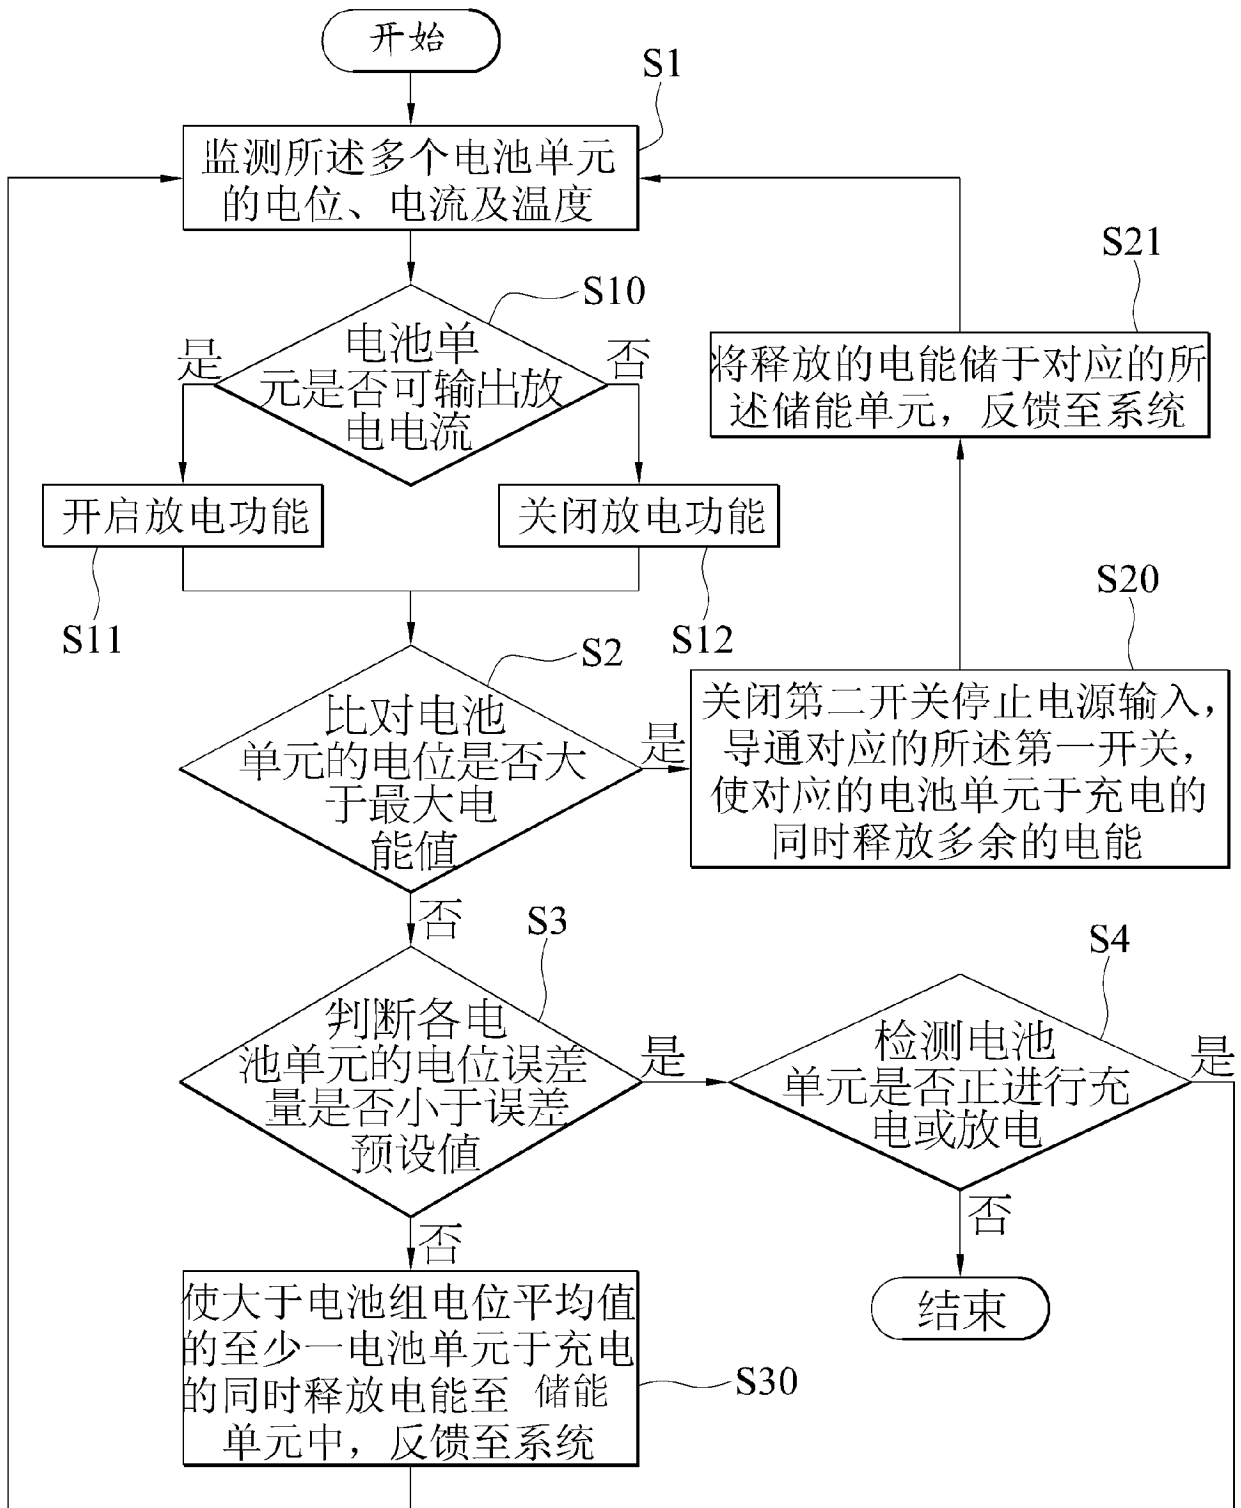 开始
S1
监测所述多个电池单元
的电位、电流及温度
S10
电池单
元是否可输出放
电电流
是
否
S21
将释放的电能储于对应的所
述储能单元，反馈至系统
开启放电功能
关闭放电功能
S11
S12
S20
关闭第二开关停止电源输入，
导通对应的所述第一开关，
使对应的电池单元于充电的
同时释放多余的电能
S2
比对电池
单元的电位是否大
于最大电
能值
是
否
S3
判断各电
池单元的电位误差
量是否小于误差
预设值
是
否
S4
检测电池
单元是否正进行充
电或放电
是
否
结束
使大于电池组电位平均值
的至少一电池单元于充电
的同时释放电能至 储能
单元中，反馈至系统
S30